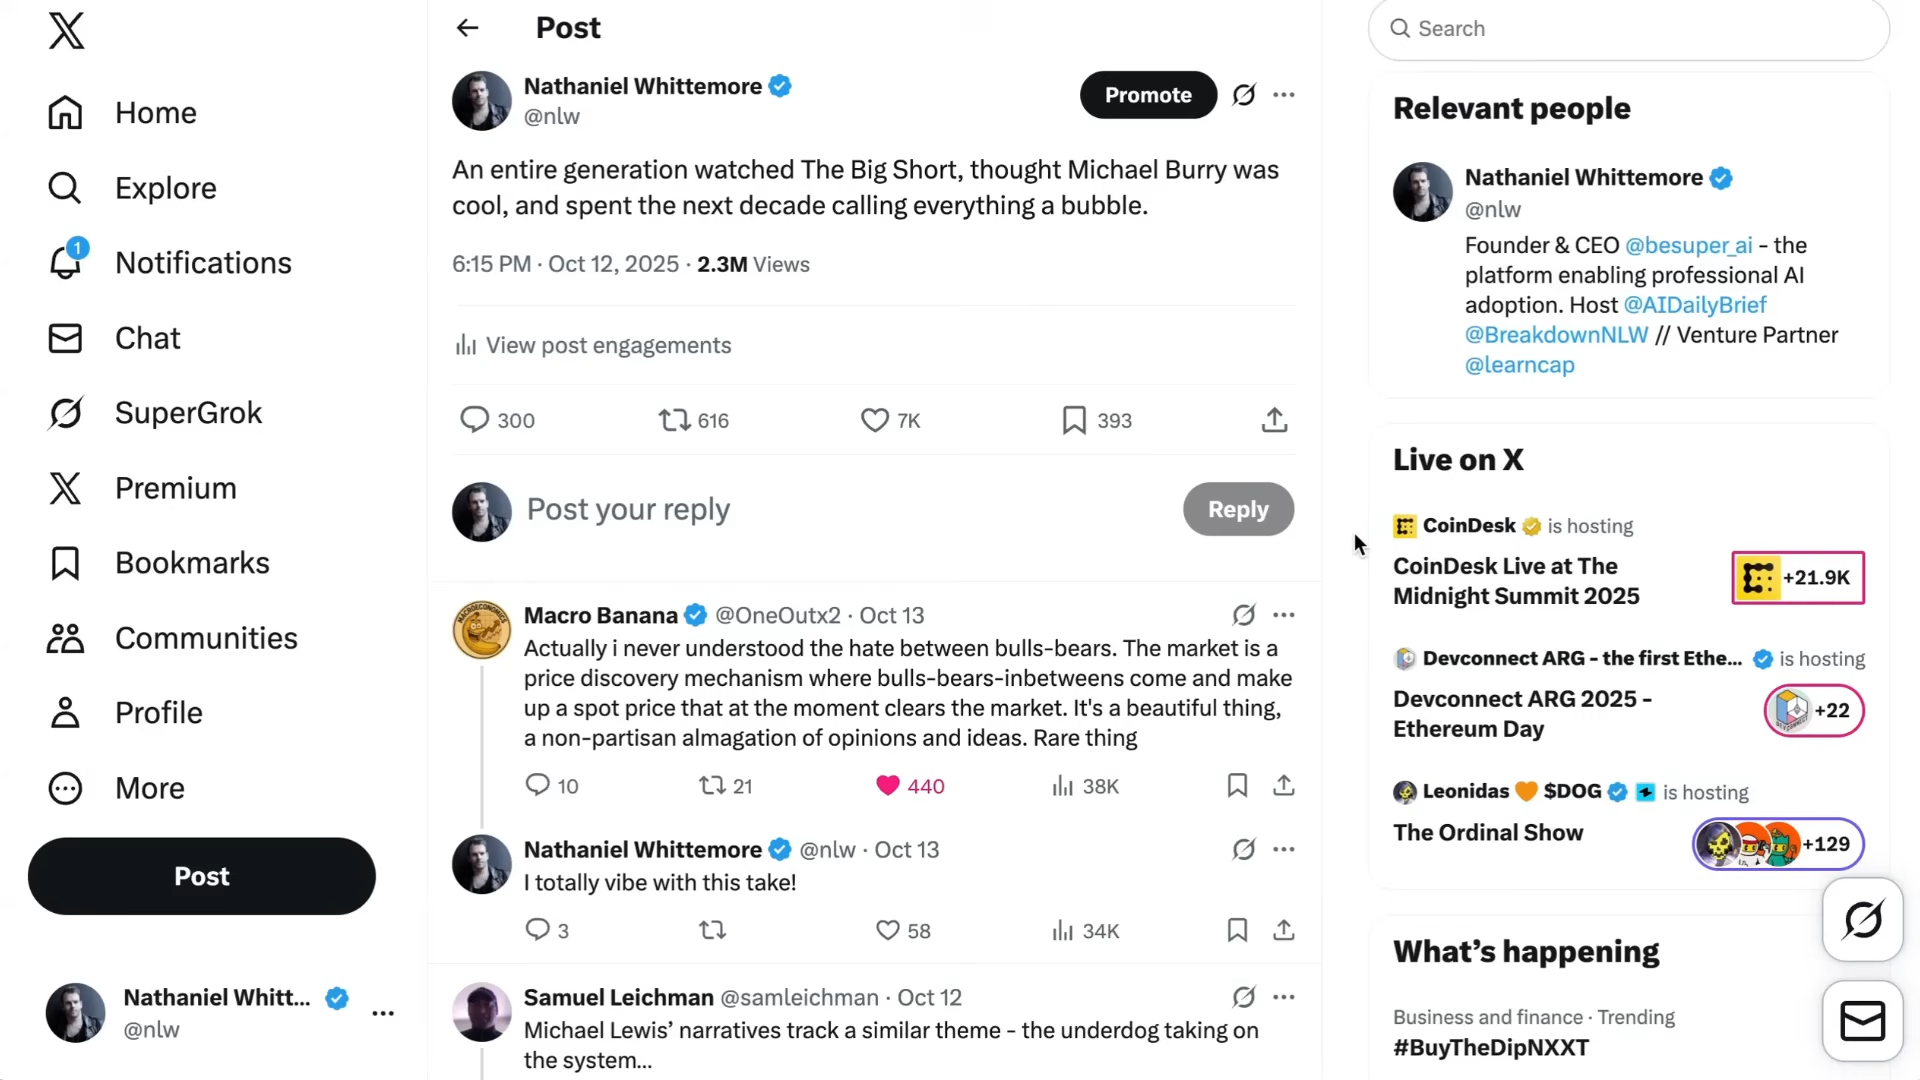 Home
Explore
1
Notifications
Chat
SuperGrok
Premium
Bookmarks
Communities
Profile
More
Post
Nathaniel Whitt...
@nlw
Post
Nathaniel Whittemore
@nlw
Promote
An entire generation watched The Big Short, thought Michael Burry was
cool, and spent the next decade calling everything a bubble.
6:15 PM · Oct 12, 2025 · 2.3M Views
View post engagements
300
616
7K
393
Post your reply
Reply
Macro Banana @OneOutx2 · Oct 13
Actually i never understood the hate between bulls-bears. The market is a
price discovery mechanism where bulls-bears-inbetweens come and make
up a spot price that at the moment clears the market. It's a beautiful thing,
a non-partisan almagation of opinions and ideas. Rare thing
10
21
440
38K
Nathaniel Whittemore @nlw · Oct 13
I totally vibe with this take!
3
58
34K
Samuel Leichman @samleichman · Oct 12
Michael Lewis’ narratives track a similar theme - the underdog taking on
the system...
Search
Relevant people
Nathaniel Whittemore
@nlw
Founder & CEO @besuper_ai - the
platform enabling professional AI
adoption. Host @AIDailyBrief
@BreakdownNLW // Venture Partner
@learncap
Live on X
CoinDesk is hosting
CoinDesk Live at The
Midnight Summit 2025
+21.9K
Devconnect ARG - the first Ethe... is hosting
Devconnect ARG 2025 -
Ethereum Day
+22
Leonidas $DOG is hosting
The Ordinal Show
+129
What’s happening
Business and finance · Trending
#BuyTheDipNXXT